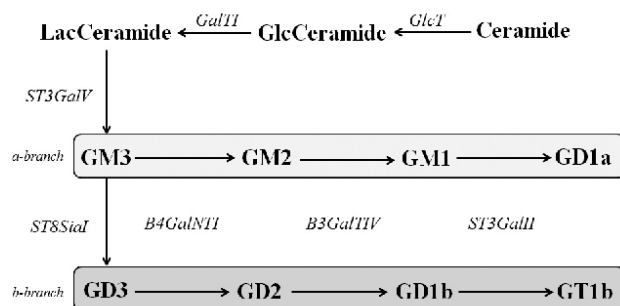 GalTI GlcT
LacCeramide GlcCeramide Ceramide
ST3GalV
a-branch GM3 GM2 GM1 GD1a
ST8SiaI B4GalNTI B3GalTIV ST3GalII
b-branch GD3 GD2 GD1b GT1b